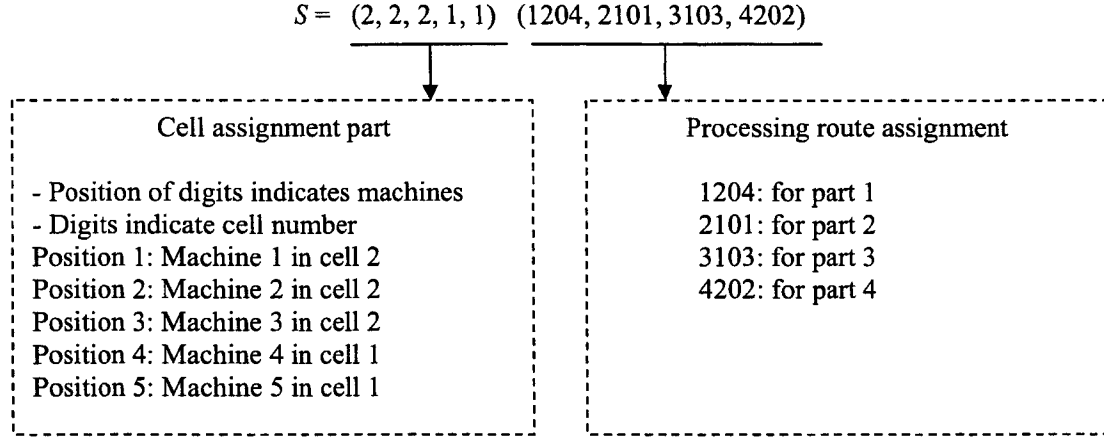 S = (2, 2, 2, 1, 1) (1204, 2101, 3103, 4202)
Cell assignment part
- Position of digits indicates machines
- Digits indicate cell number
Position 1: Machine 1 in cell 2
Position 2: Machine 2 in cell 2
Position 3: Machine 3 in cell 2
Position 4: Machine 4 in cell 1
Position 5: Machine 5 in cell 1
Processing route assignment
1204: for part 1
2101: for part 2
3103: for part 3
4202: for part 4